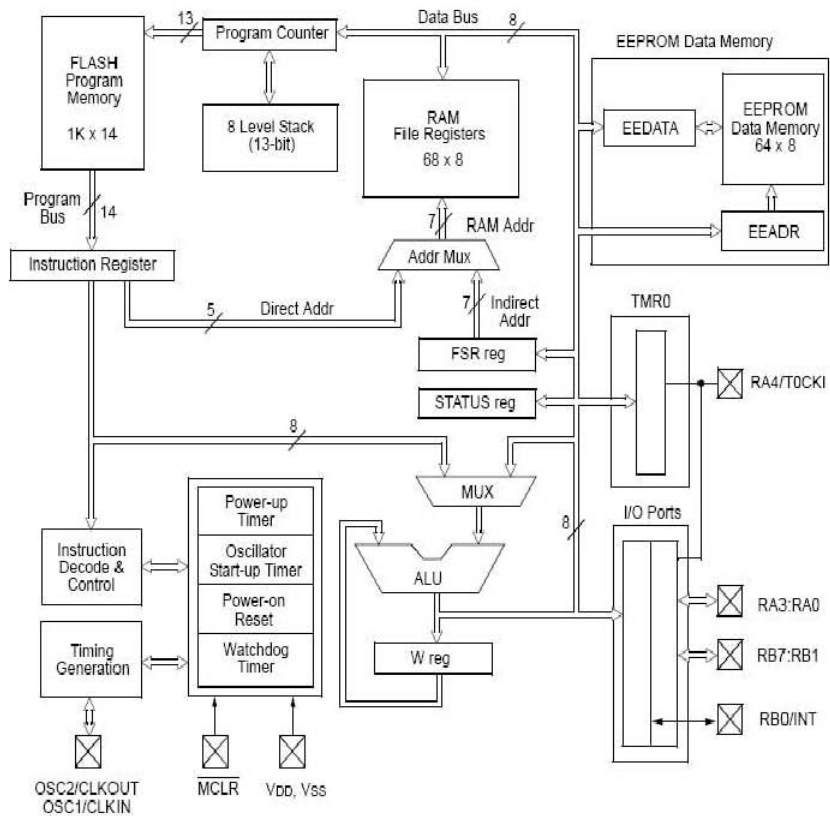 13
Data Bus
8
EEPROM Data Memory
FLASH
Program
Memory
1K x 14
Program Counter
8 Level Stack
(13-bit)
RAM
File Registers
68 x 8
EEDATA
EEPROM
Data Memory
64 x 8
EEADR
Program
Bus
14
7
RAM Addr
Addr Mux
Instruction Register
5
Direct Addr
7
Indirect
Addr
FSR reg
STATUS reg
TMR0
RA4/T0CKI
8
MUX
Power-up
Timer
Oscillator
Start-up Timer
Power-on
Reset
Watchdog
Timer
Instruction
Decode &
Control
Timing
Generation
ALU
W reg
8
I/O Ports
RA3:RA0
RB7:RB1
RB0/INT
OSC2/CLKOUT
OSC1/CLKIN
MCLR
VDD, VSS